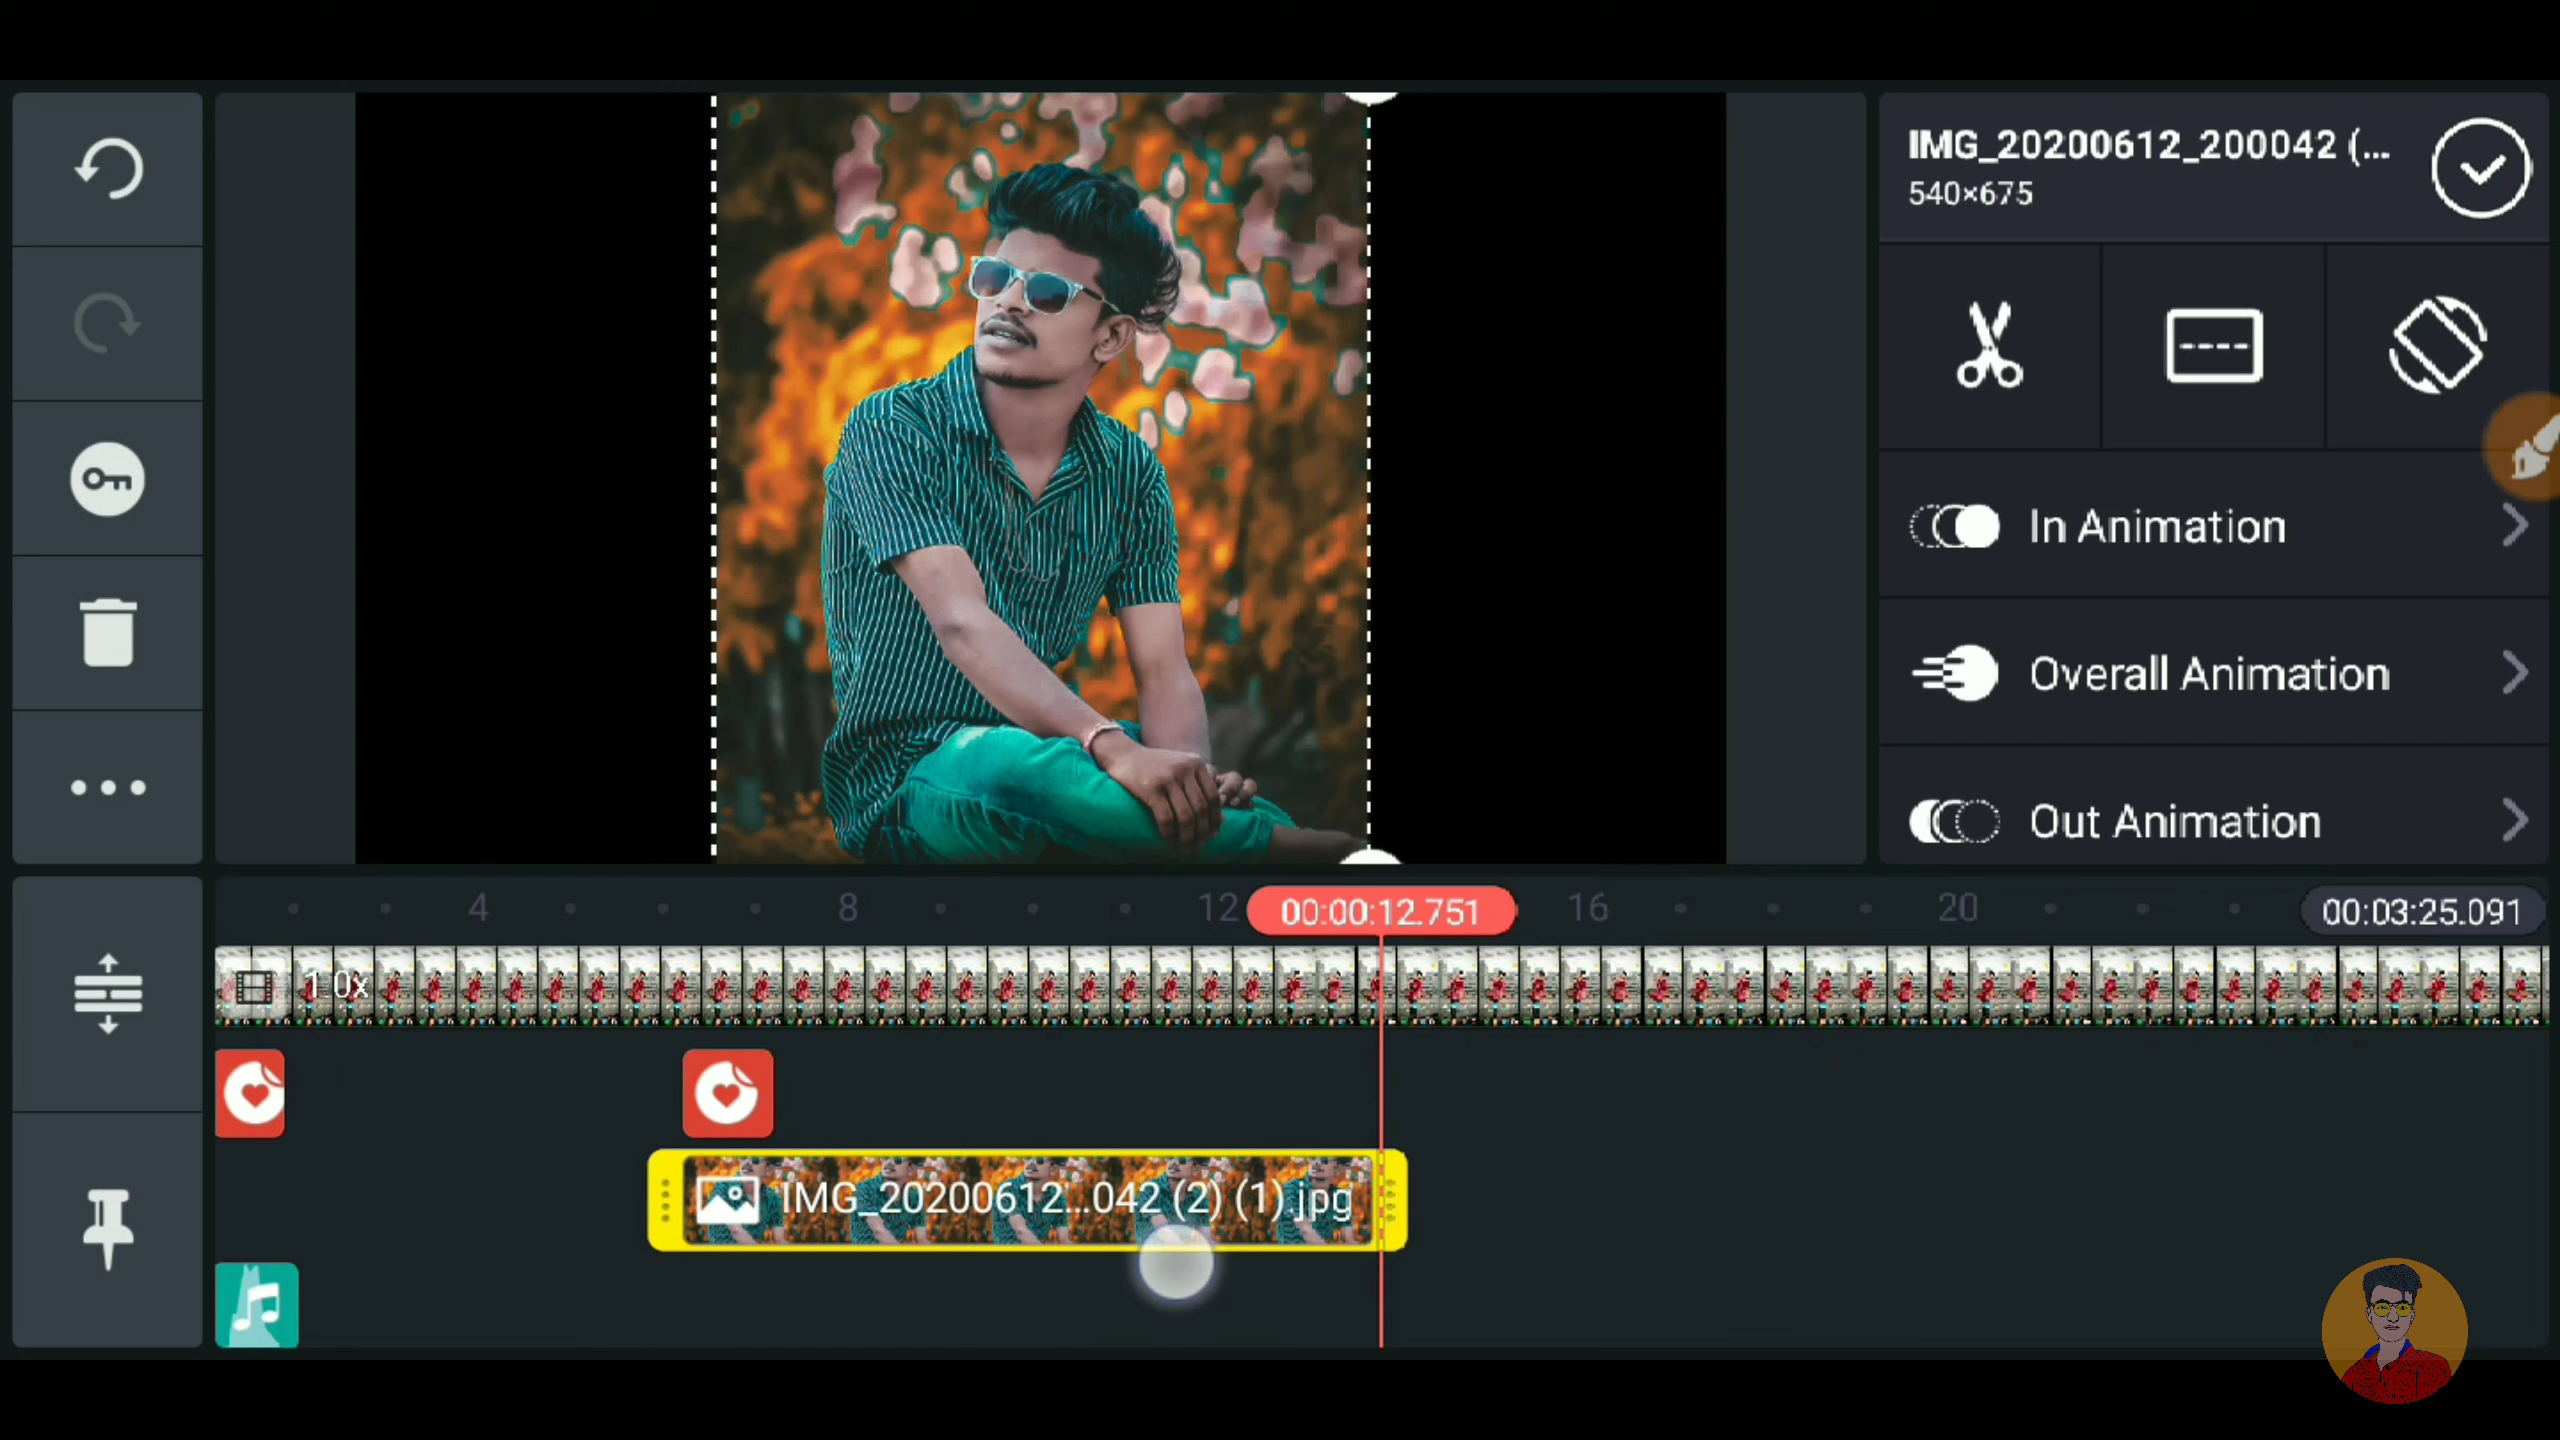 IMG_20200612_200042 (...
540×675
In Animation
Overall Animation
Out Animation
4 8 12 00:00:12.751 16 20 00:03:25.091
1.0x
IMG_20200612...042 (2) (1).jpg